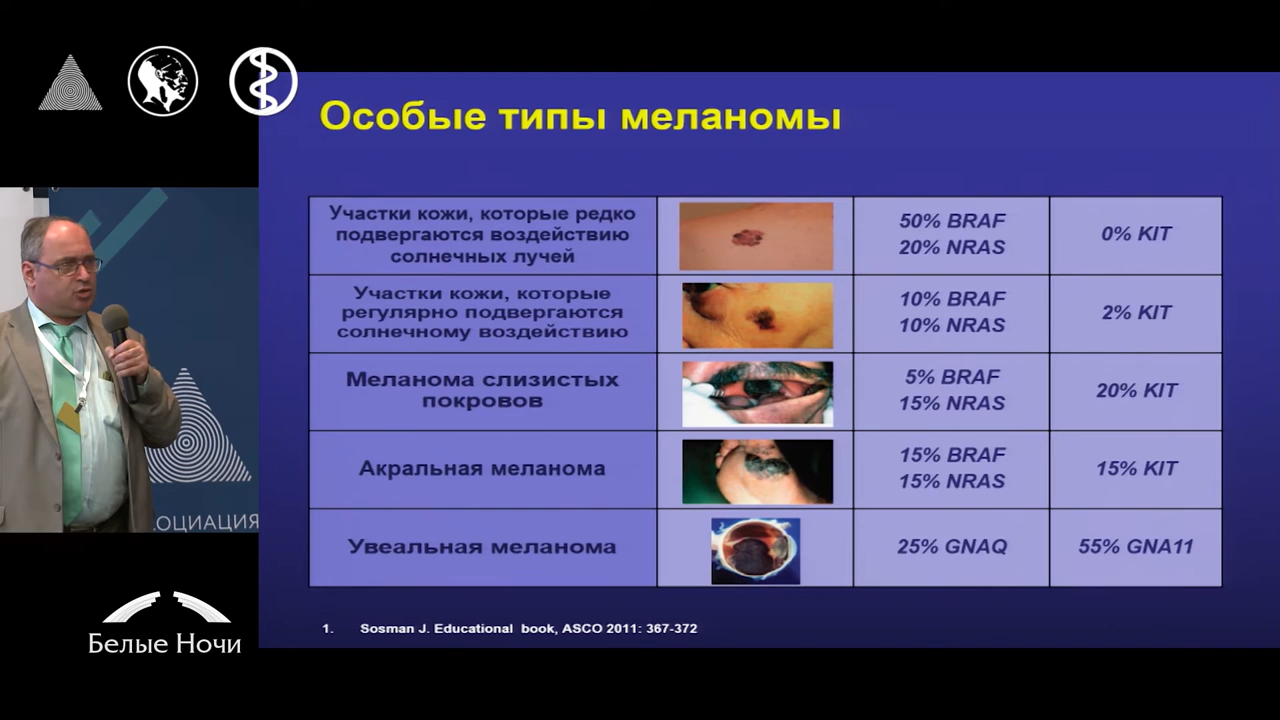 Особые типы меланомы
Участки кожи, которые редко
подвергаются воздействию
солнечных лучей
50% BRAF
20% NRAS
0% KIT
Участки кожи, которые
регулярно подвергаются
солнечному воздействию
10% BRAF
10% NRAS
2% KIT
Меланома слизистых
покровов
5% BRAF
15% NRAS
20% KIT
Акральная меланома
15% BRAF
15% NRAS
15% KIT
Увеальная меланома
25% GNAQ
55% GNA11
1. Sosman J. Educational book, ASCO 2011: 367-372
ОЦИАЦИЯ
Белые Ночи